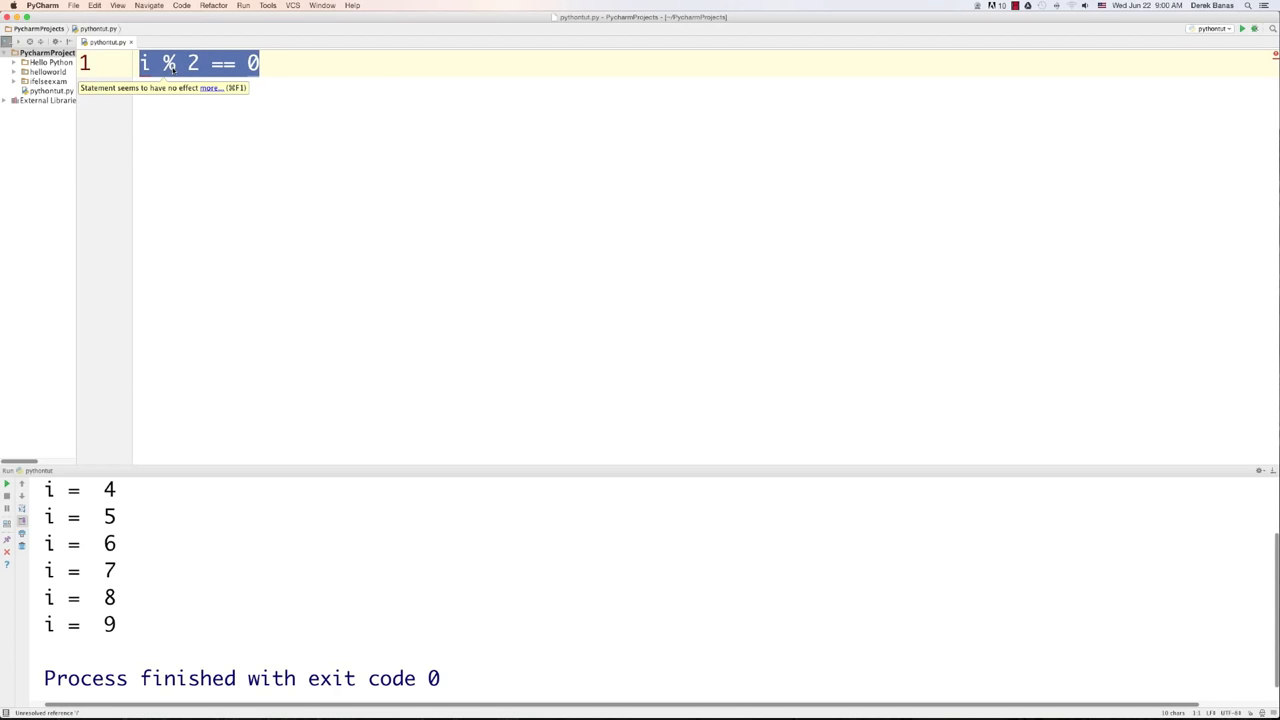 PyCharm File Edit View Navigate Code Refactor Run Tools VCS Window Help 10 Wed Jun 22 9:00 AM Derek Banas
pythontut.py - PycharmProjects - [~/PycharmProjects]
PycharmProjects pythontut.py pythontut
pythontut.py ×
PycharmProject
Hello Python
helloworld
ifelseexam
pythontut.py
External Librarie
1 i % 2 == 0
Statement seems to have no effect more... (⌘F1)
Run pythontut
i = 4
i = 5
i = 6
i = 7
i = 8
i = 9
Process finished with exit code 0
Unresolved reference 'i' 10 chars 1:1 LF÷ UTF-8÷